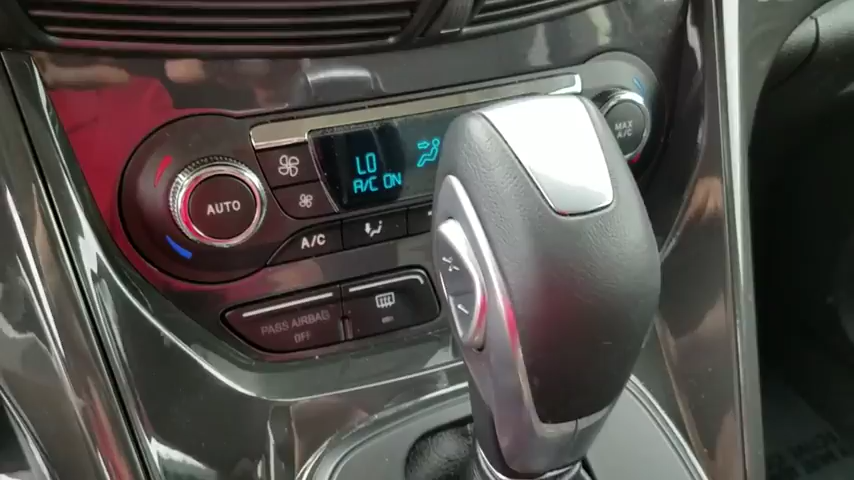 LO
A/C ON
AUTO
MAX
A/C
A/C
PASS AIRBAG
OFF